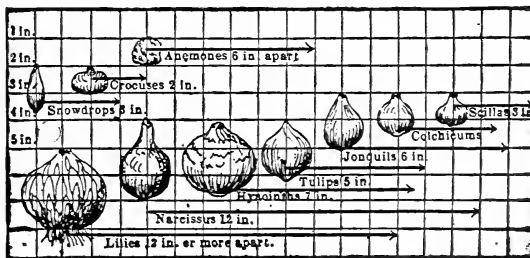 1 in.
Anemones 6 in. apart
2 in.
3 in.
Crocuses 2 in.
Snowdrops 3 in.
Scillas 3 in
4 in.
Colchicums
5 in.
Jonquils 6 in.
Tulips 5 in.
Hyacinths 7 in.
Narcissus 12 in.
Lilies 12 in. or more apart.